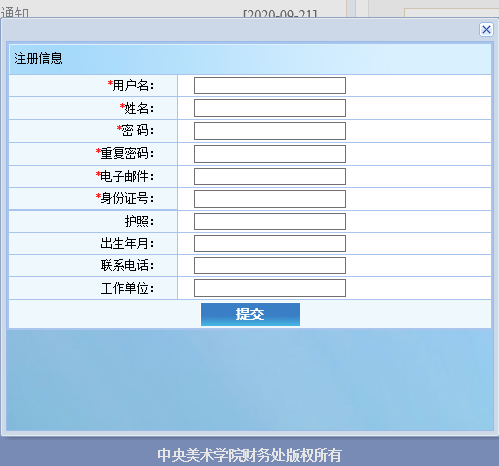 通知 [2020-09-21]
注册信息
*用户名：
*姓名：
*密 码：
*重复密码：
*电子邮件：
*身份证号：
护照：
出生年月：
联系电话：
工作单位：
提交
中央美术学院财务处版权所有